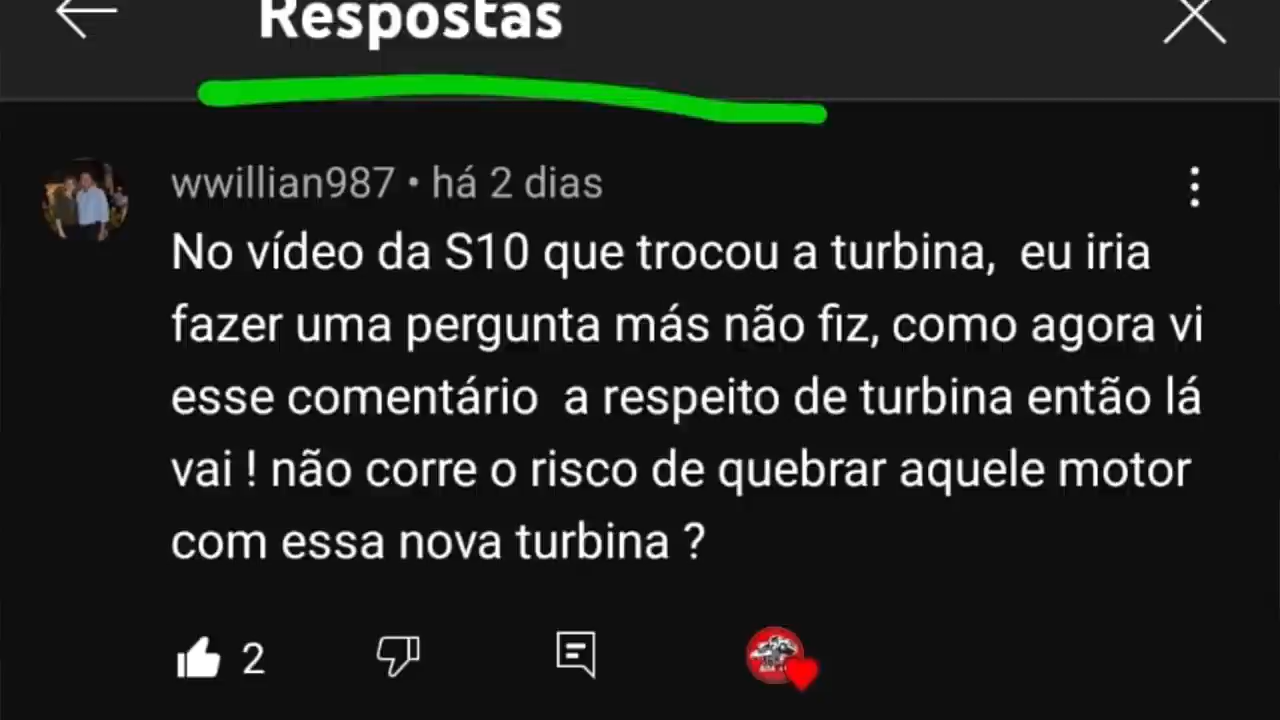 Respostas
wwillian987 • há 2 dias
No vídeo da S10 que trocou a turbina, eu iria
fazer uma pergunta más não fiz, como agora vi
esse comentário a respeito de turbina então lá
vai ! não corre o risco de quebrar aquele motor
com essa nova turbina ?
2